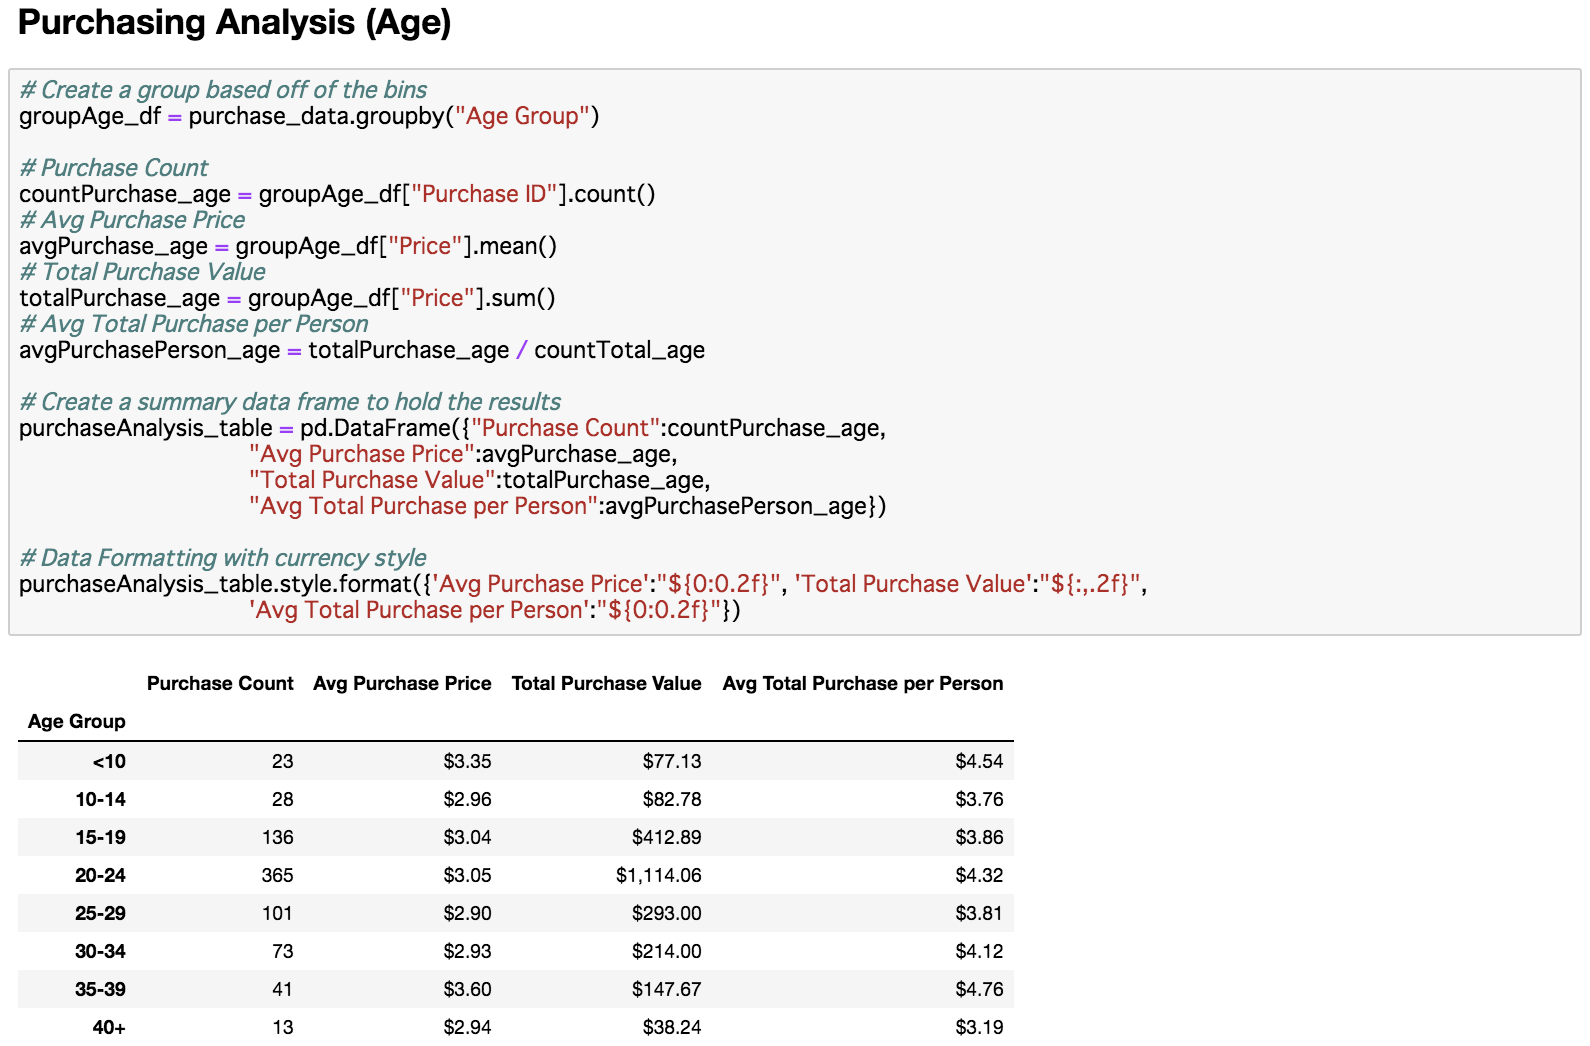 Purchasing Analysis (Age)
# Create a group based off of the bins
groupAge_df = purchase_data.groupby("Age Group")
# Purchase Count
countPurchase_age = groupAge_df["Purchase ID"].count()
# Avg Purchase Price
avgPurchase_age = groupAge_df["Price"].mean()
# Total Purchase Value
totalPurchase_age = groupAge_df["Price"].sum()
# Avg Total Purchase per Person
avgPurchasePerson_age = totalPurchase_age / countTotal_age
# Create a summary data frame to hold the results
purchaseAnalysis_table = pd.DataFrame({"Purchase Count":countPurchase_age,
"Avg Purchase Price":avgPurchase_age,
"Total Purchase Value":totalPurchase_age,
"Avg Total Purchase per Person":avgPurchasePerson_age})
# Data Formatting with currency style
purchaseAnalysis_table.style.format({'Avg Purchase Price':"${0:0.2f}", 'Total Purchase Value':"${:,.2f}",
'Avg Total Purchase per Person':"${0:0.2f}"})
Purchase Count Avg Purchase Price Total Purchase Value Avg Total Purchase per Person
Age Group
<10 23 $3.35 $77.13 $4.54
10-14 28 $2.96 $82.78 $3.76
15-19 136 $3.04 $412.89 $3.86
20-24 365 $3.05 $1,114.06 $4.32
25-29 101 $2.90 $293.00 $3.81
30-34 73 $2.93 $214.00 $4.12
35-39 41 $3.60 $147.67 $4.76
40+ 13 $2.94 $38.24 $3.19